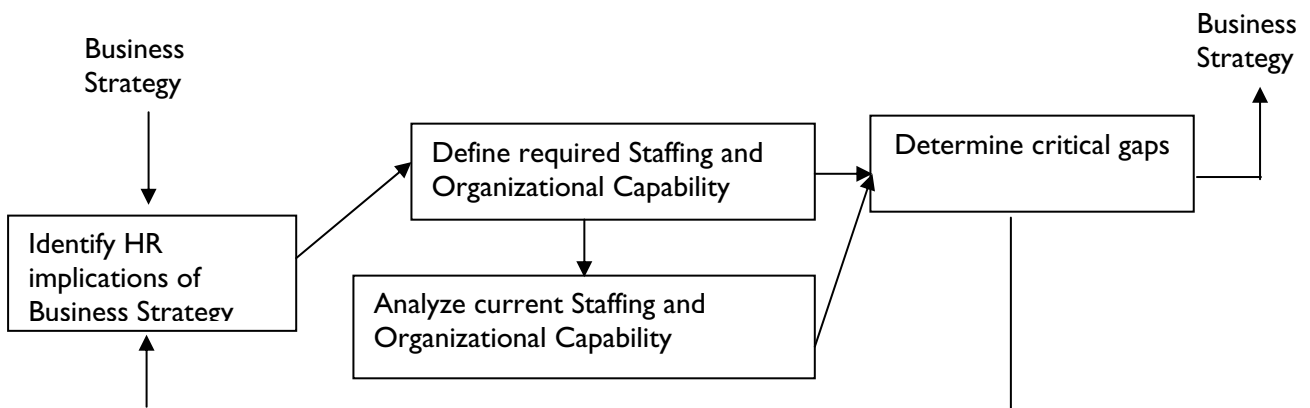 Business
Strategy
Business
Strategy
Define required Staffing and
Organizational Capability
Determine critical gaps
Identify HR
implications of
Business Strategy
Analyze current Staffing and
Organizational Capability